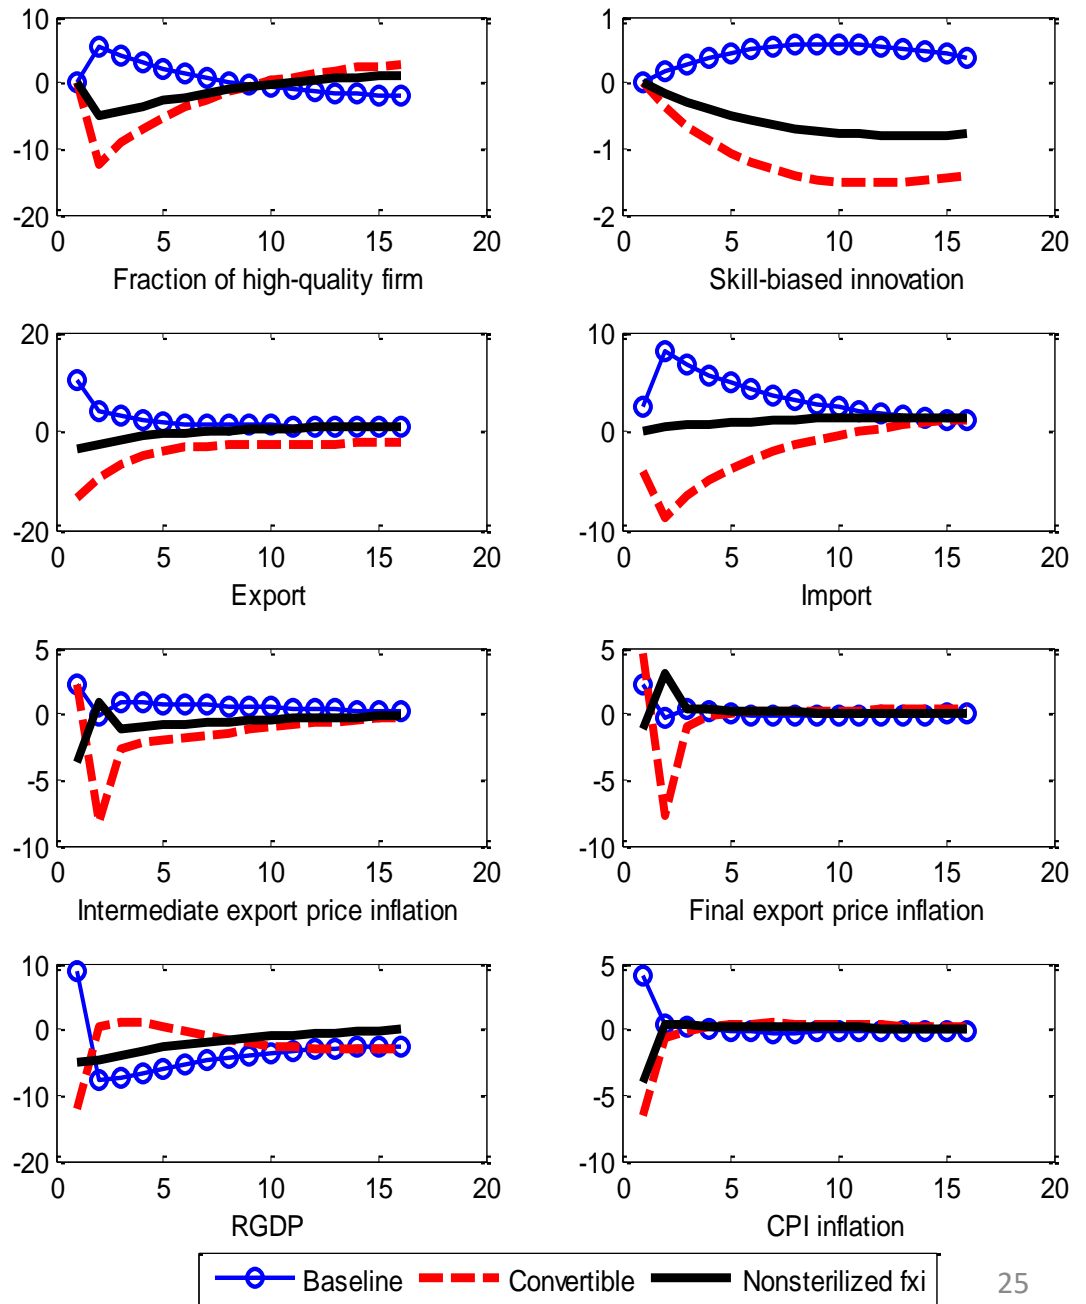 10
0
-10
-20
0 5 10 15 20
Fraction of high-quality firm
1
0
-1
-2
0 5 10 15 20
Skill-biased innovation
20
0
-20
0 5 10 15 20
Export
10
0
-10
0 5 10 15 20
Import
5
0
-5
-10
0 5 10 15 20
Intermediate export price inflation
5
0
-5
-10
0 5 10 15 20
Final export price inflation
10
0
-10
-20
0 5 10 15 20
RGDP
5
0
-5
-10
0 5 10 15 20
CPI inflation
Baseline Convertible Nonsterilized fxi
25